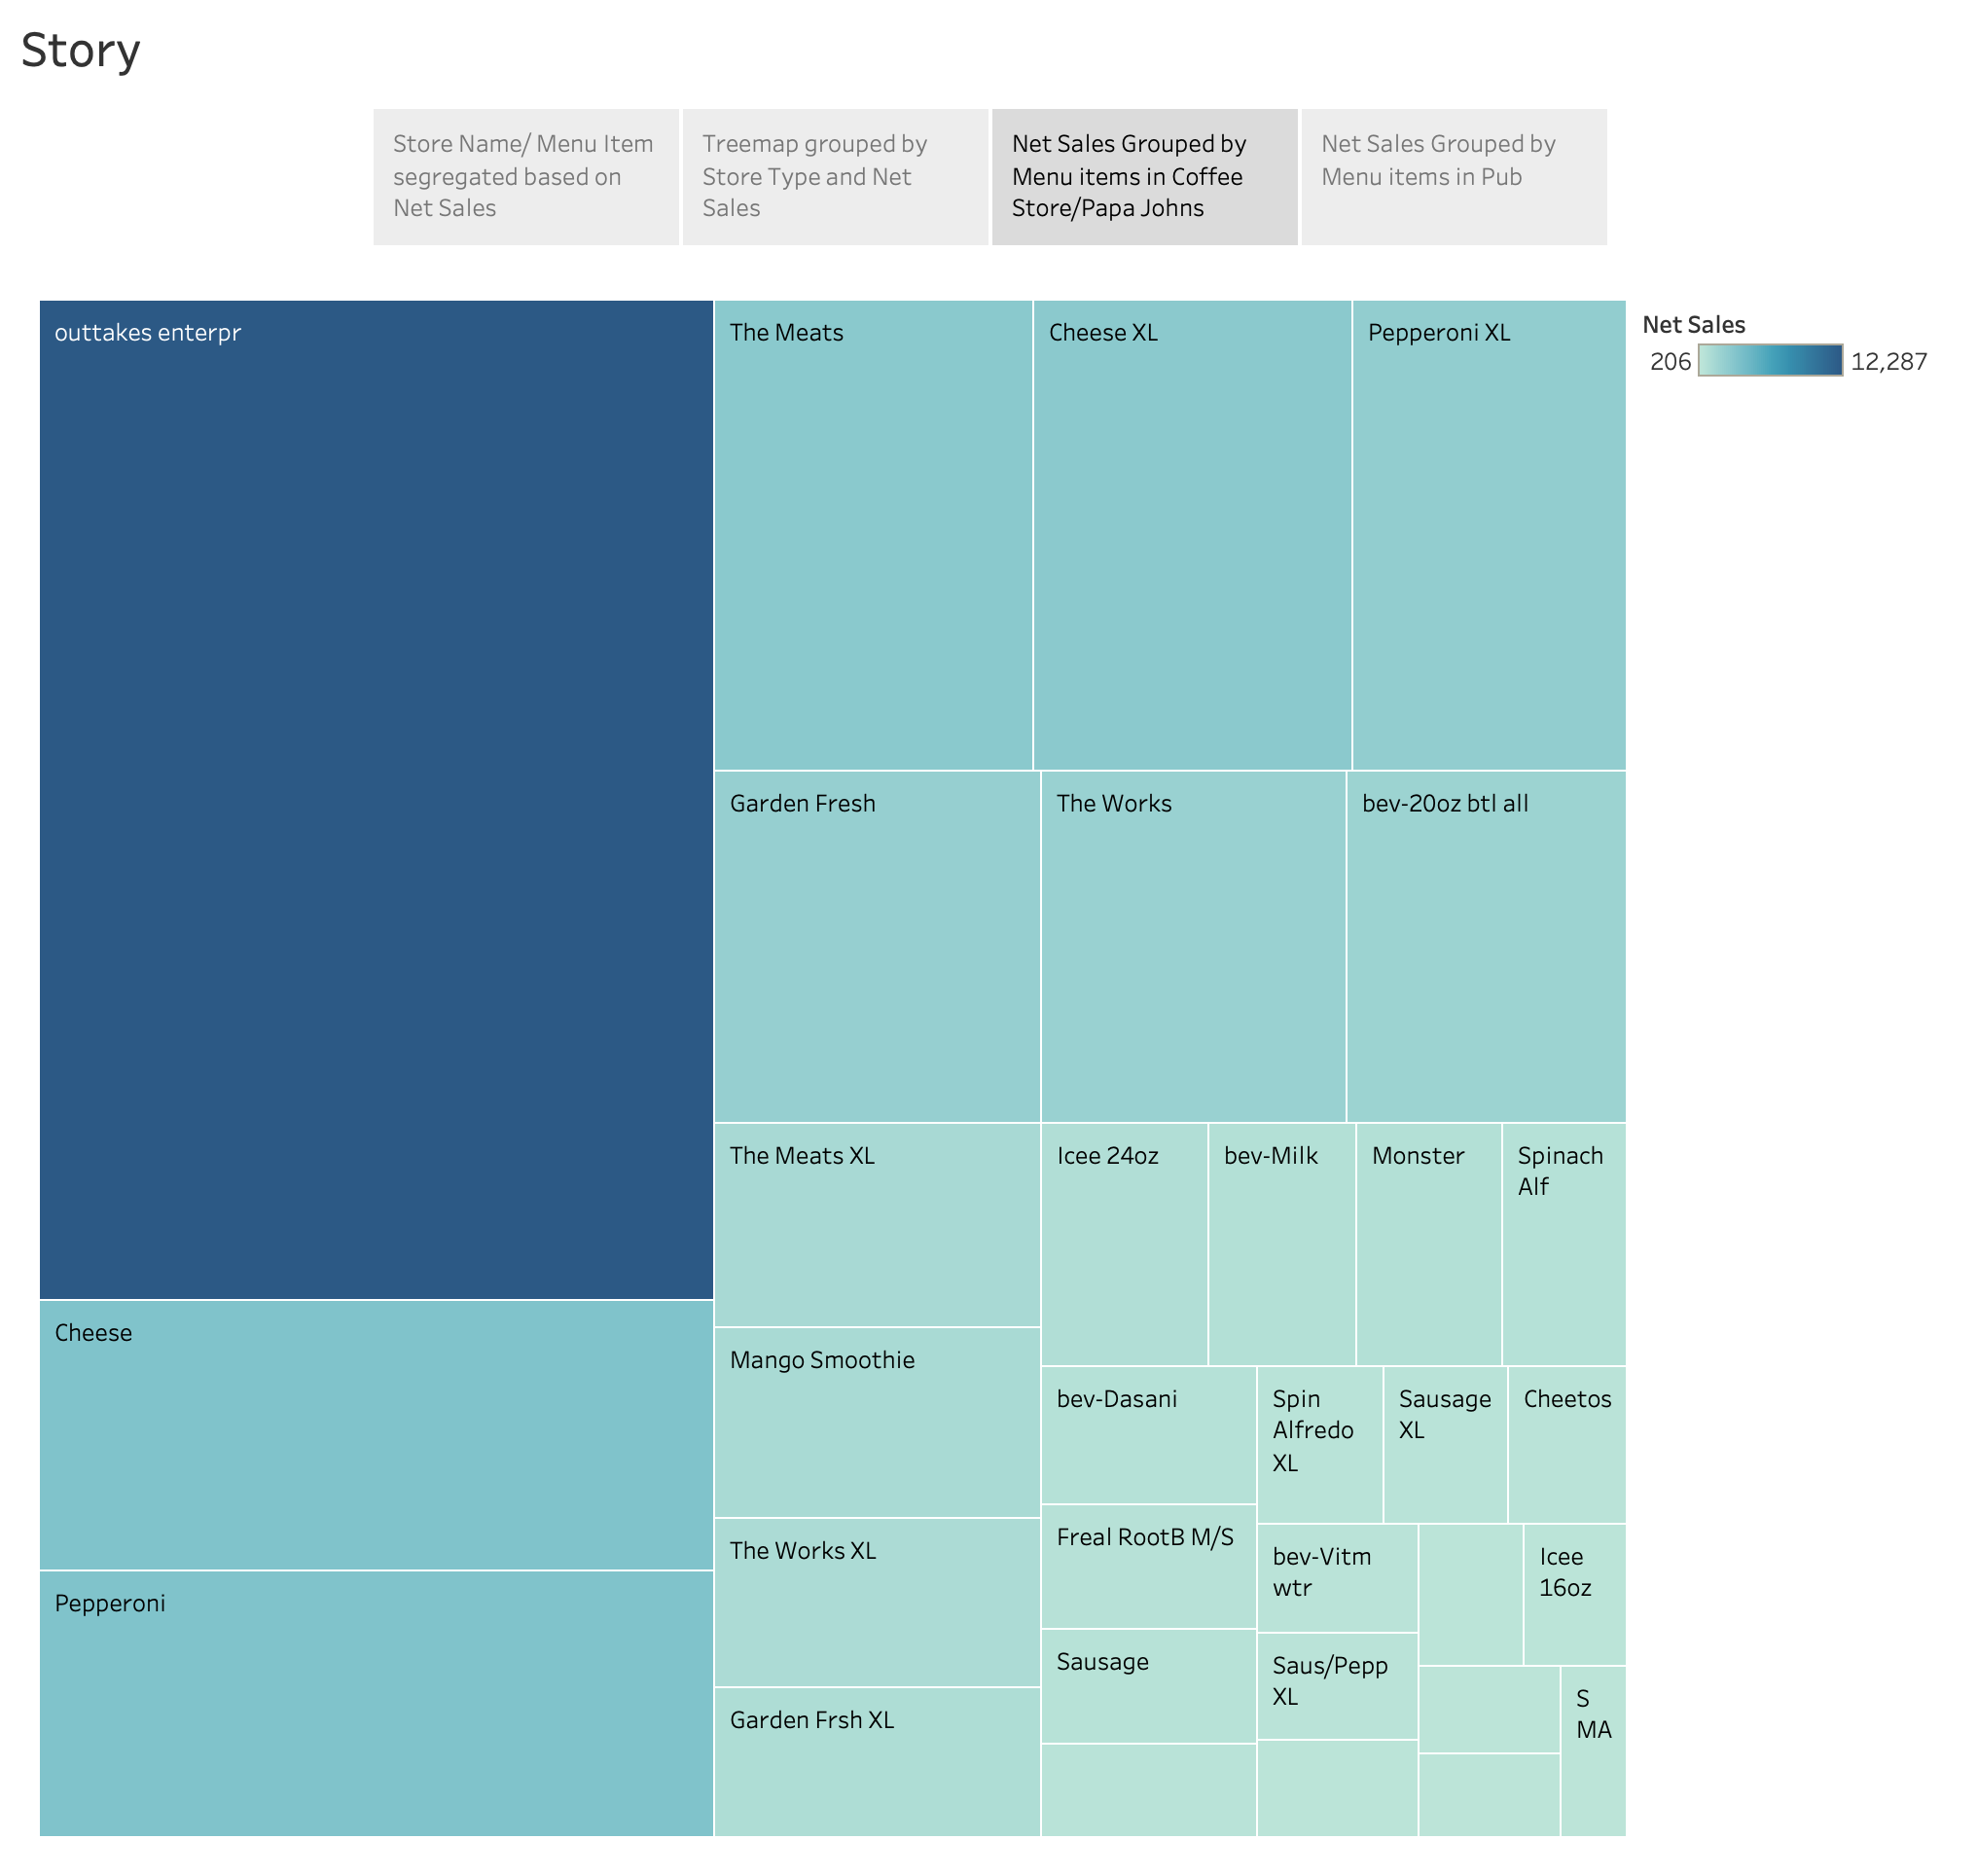 Story
Store Name/ Menu Item
segregated based on
Net Sales
Treemap grouped by
Store Type and Net
Sales
Net Sales Grouped by
Menu items in Coffee
Store/Papa Johns
Net Sales Grouped by
Menu items in Pub
outtakes enterpr
The Meats
Cheese XL
Pepperoni XL
Net Sales
206
12,287
Garden Fresh
The Works
bev-20oz btl all
The Meats XL
Icee 24oz
bev-Milk
Monster
Spinach
Alf
Cheese
Mango Smoothie
bev-Dasani
Spin
Alfredo
XL
Sausage
XL
Cheetos
The Works XL
Freal RootB M/S
bev-Vitm
wtr
Icee
16oz
Pepperoni
Sausage
Saus/Pepp
XL
Garden Frsh XL
S
MA